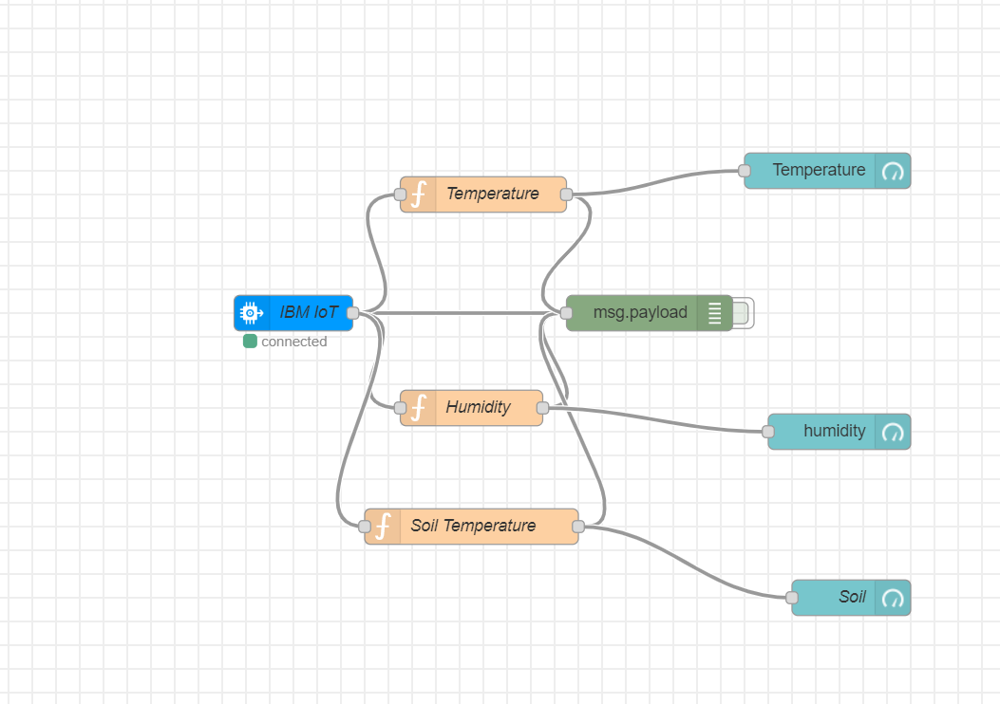 Temperature
Temperature
IBM IoT
msg.payload
connected
Humidity
humidity
Soil Temperature
Soil